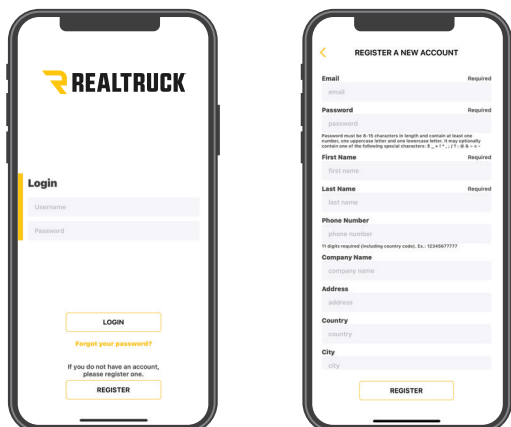 REALTRUCK
Login
Username
Password
LOGIN
Forgot your password?
If you do not have an account,
please register one.
REGISTER
REGISTER A NEW ACCOUNT
Email Required
email
Password Required
password
Password must be 8-15 characters in length and contain at least one
number, one uppercase letter and one lowercase letter. It may optionally
contain one of the following special characters:
First Name Required
first name
Last Name Required
last name
Phone Number
phone number
11 digits required (including country code), Ex.: 12345677777
Company Name
company name
Address
address
Country
country
City
city
REGISTER